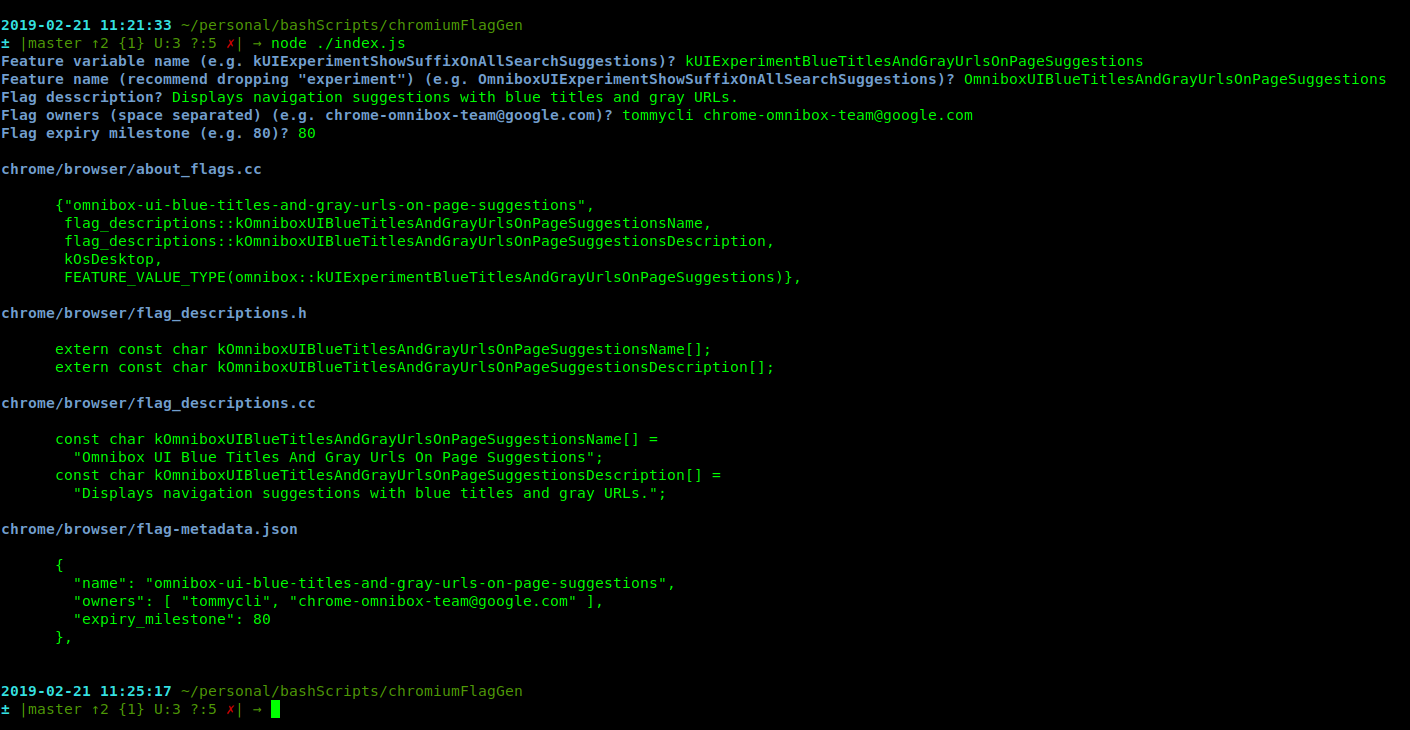 2019-02-21 11:21:33 ~/personal/bashScripts/chromiumFlagGen
± |master ↑2 {1} U:3 ?:5 ✗| → node ./index.js
Feature variable name (e.g. kUIExperimentShowSuffixOnAllSearchSuggestions)? kUIExperimentBlueTitlesAndGrayUrlsOnPageSuggestions
Feature name (recommend dropping "experiment") (e.g. OmniboxUIExperimentShowSuffixOnAllSearchSuggestions)? OmniboxUIBlueTitlesAndGrayUrlsOnPageSuggestions
Flag desscription? Displays navigation suggestions with blue titles and gray URLs.
Flag owners (space separated) (e.g. chrome-omnibox-team@google.com)? tommycli chrome-omnibox-team@google.com
Flag expiry milestone (e.g. 80)? 80
chrome/browser/about_flags.cc
{"omnibox-ui-blue-titles-and-gray-urls-on-page-suggestions",
flag_descriptions::kOmniboxUIBlueTitlesAndGrayUrlsOnPageSuggestionsName,
flag_descriptions::kOmniboxUIBlueTitlesAndGrayUrlsOnPageSuggestionsDescription,
kOsDesktop,
FEATURE_VALUE_TYPE(omnibox::kUIExperimentBlueTitlesAndGrayUrlsOnPageSuggestions)},
chrome/browser/flag_descriptions.h
extern const char kOmniboxUIBlueTitlesAndGrayUrlsOnPageSuggestionsName[];
extern const char kOmniboxUIBlueTitlesAndGrayUrlsOnPageSuggestionsDescription[];
chrome/browser/flag_descriptions.cc
const char kOmniboxUIBlueTitlesAndGrayUrlsOnPageSuggestionsName[] =
"Omnibox UI Blue Titles And Gray Urls On Page Suggestions";
const char kOmniboxUIBlueTitlesAndGrayUrlsOnPageSuggestionsDescription[] =
"Displays navigation suggestions with blue titles and gray URLs.";
chrome/browser/flag-metadata.json
{
"name": "omnibox-ui-blue-titles-and-gray-urls-on-page-suggestions",
"owners": [ "tommycli", "chrome-omnibox-team@google.com" ],
"expiry_milestone": 80
},
2019-02-21 11:25:17 ~/personal/bashScripts/chromiumFlagGen
± |master ↑2 {1} U:3 ?:5 ✗| →